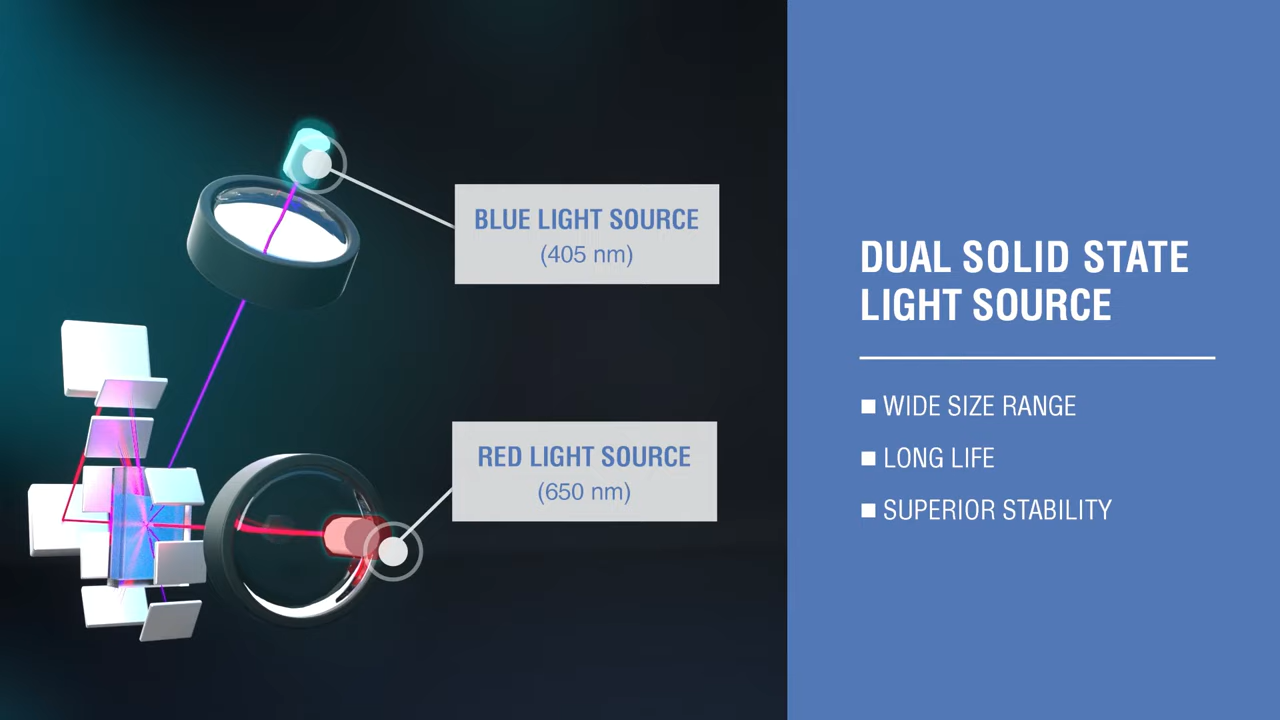 BLUE LIGHT SOURCE
(405 nm)
RED LIGHT SOURCE
(650 nm)
DUAL SOLID STATE
LIGHT SOURCE
WIDE SIZE RANGE
LONG LIFE
SUPERIOR STABILITY